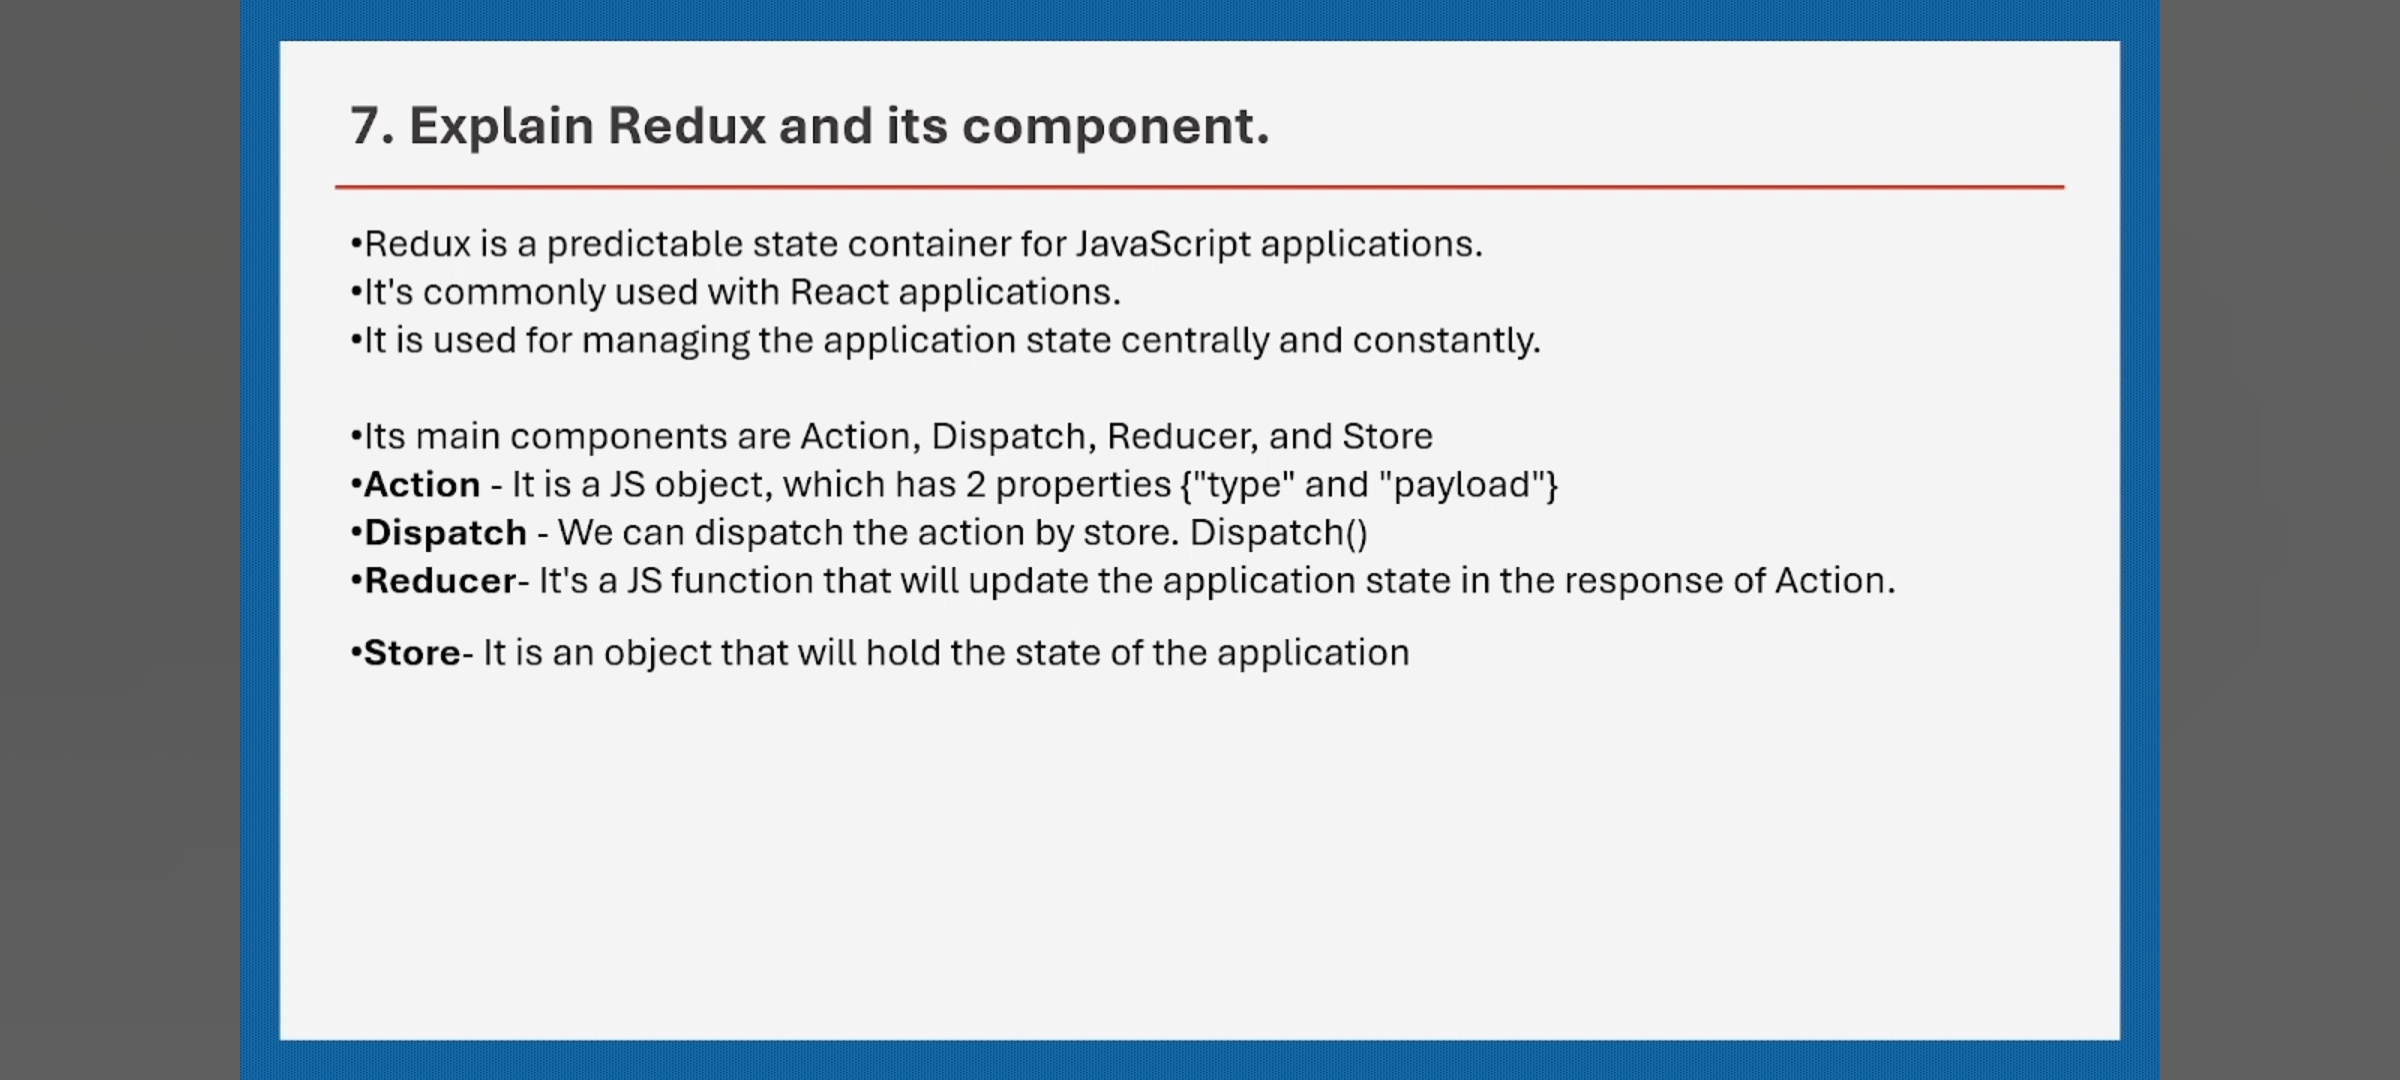 7. Explain Redux and its component.
•Redux is a predictable state container for JavaScript applications.
•It's commonly used with React applications.
•It is used for managing the application state centrally and constantly.
•Its main components are Action, Dispatch, Reducer, and Store
•Action - It is a JS object, which has 2 properties {"type" and "payload"}
•Dispatch - We can dispatch the action by store. Dispatch()
•Reducer- It's a JS function that will update the application state in the response of Action.
•Store- It is an object that will hold the state of the application